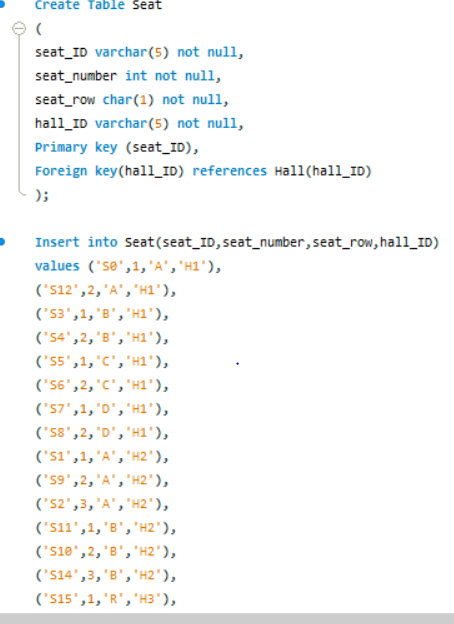 Create Table Seat
(
seat_ID varchar(5) not null,
seat_number int not null,
seat_row char(1) not null,
hall_ID varchar(5) not null,
Primary key (seat_ID),
Foreign key(hall_ID) references Hall(hall_ID)
);
Insert into Seat(seat_ID,seat_number,seat_row,hall_ID)
values ('S0',1,'A','H1'),
('S12',2,'A','H1'),
('S3',1,'B','H1'),
('S4',2,'B','H1'),
('S5',1,'C','H1'),
('S6',2,'C','H1'),
('S7',1,'D','H1'),
('S8',2,'D','H1'),
('S1',1,'A','H2'),
('S9',2,'A','H2'),
('S2',3,'A','H2'),
('S11',1,'B','H2'),
('S10',2,'B','H2'),
('S14',3,'B','H2'),
('S15',1,'R','H3'),